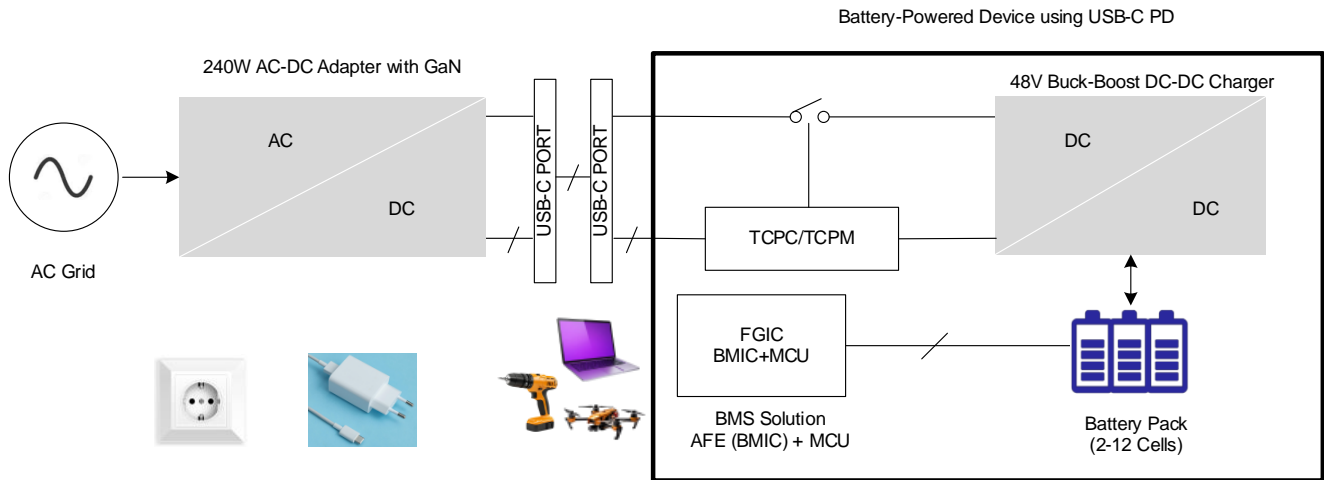 Battery-Powered Device using USB-C PD
240W AC-DC Adapter with GaN
48V Buck-Boost DC-DC Charger
AC
DC
USB-C PORT
USB-C PORT
DC
DC
TCPC/TCPM
AC Grid
FGIC
BMIC+MCU
BMS Solution
AFE (BMIC) + MCU
Battery Pack
(2-12 Cells)